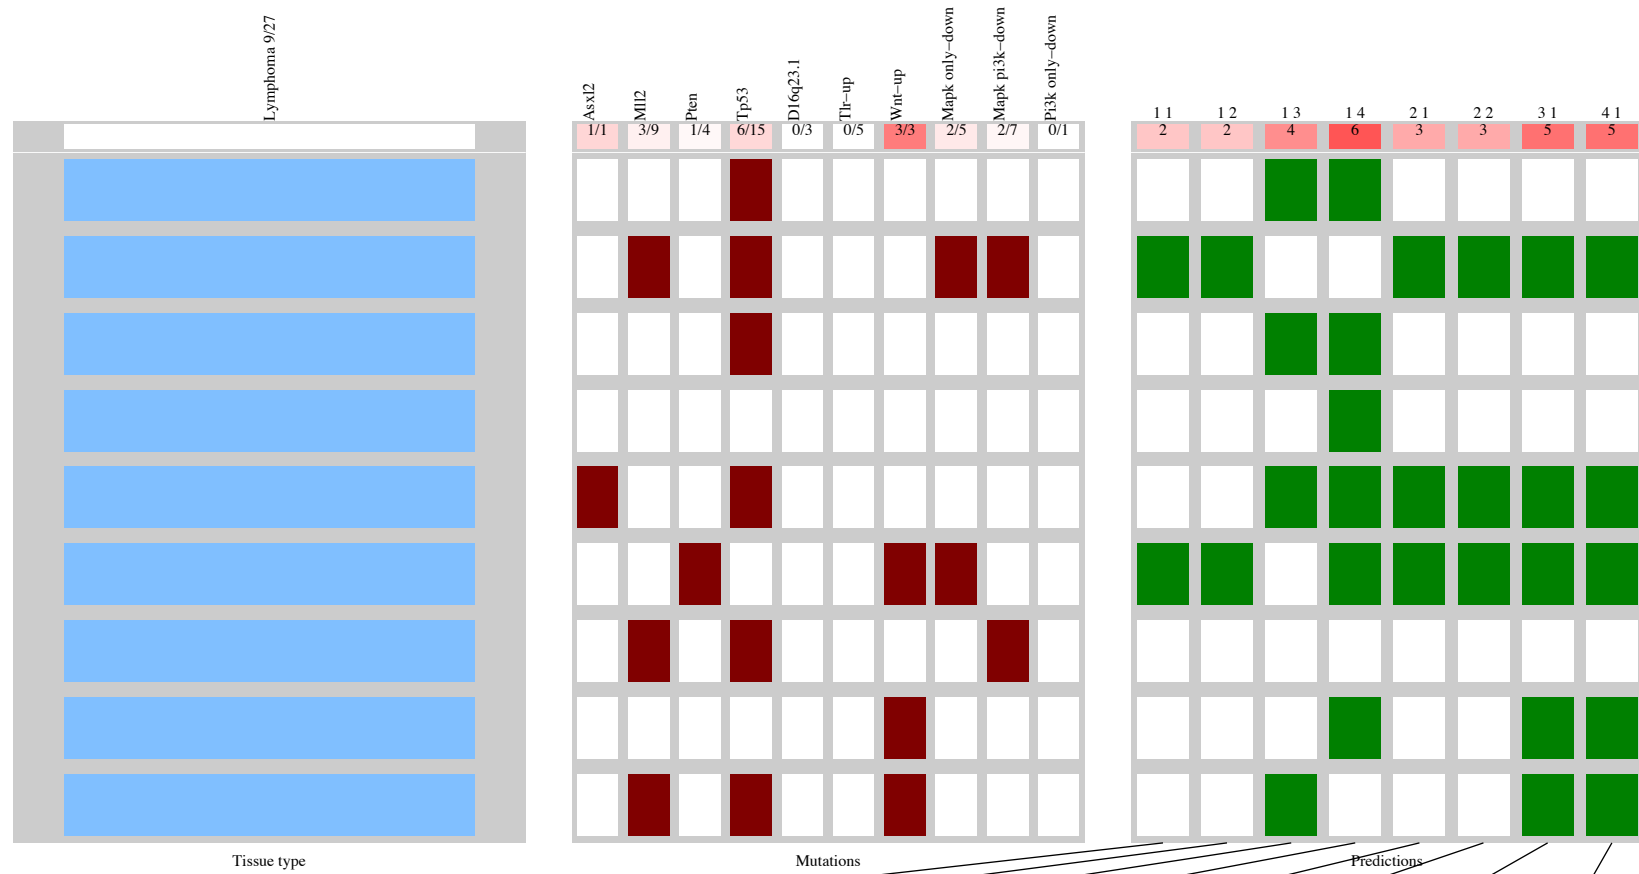 Lymphoma 9/27
Asxl2
Mll2
Pten
Tp53
D16q23.1
Tlr−up
Wnt−up
Mapk only−down
Mapk pi3k−down
Pi3k only−down
1 1 1 2 1 3 1 4 2 1 2 2 3 1 4 1
1/1 3/9 1/4 6/15 0/3 0/5 3/3 2/5 2/7 0/1
2 2 4 6 3 3 5 5
Tissue type
Mutations
Predictions